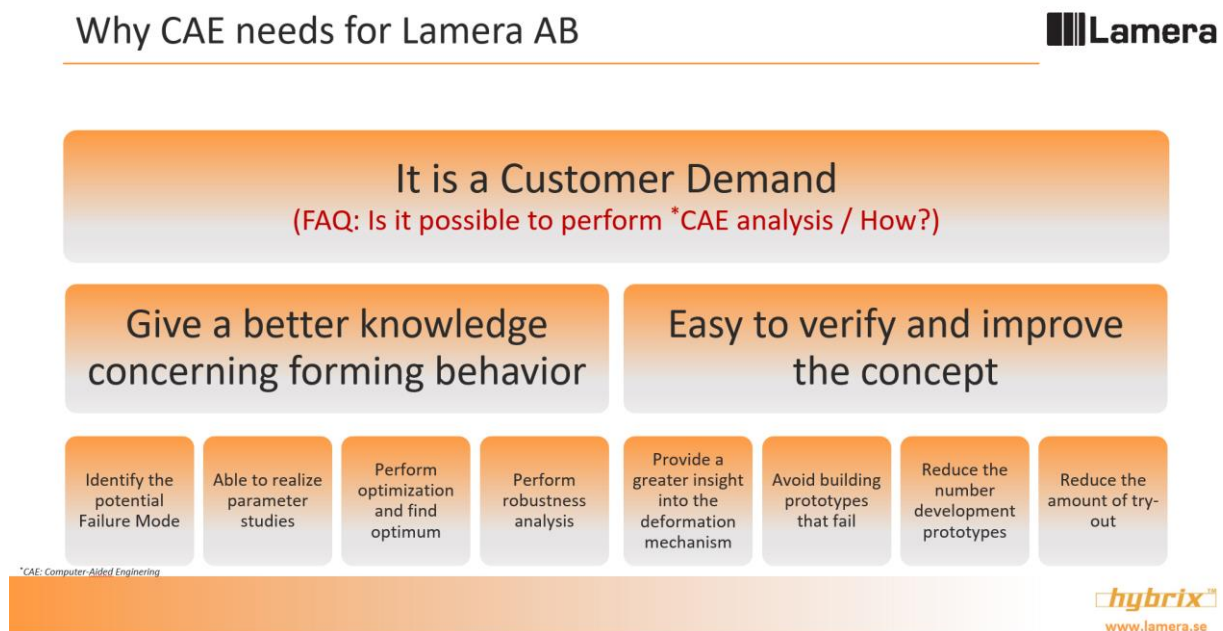 Why CAE needs for Lamera AB
Lamera
It is a Customer Demand
(FAQ: Is it possible to perform *CAE analysis / How?)
Give a better knowledge
concerning forming behavior
Easy to verify and improve
the concept
Identify the
potential
Failure Mode
Able to realize
parameter
studies
Perform
optimization
and find
optimum
Perform
robustness
analysis
Provide a
greater insight
into the
deformation
mechanism
Avoid building
prototypes
that fail
Reduce the
number
development
prototypes
Reduce the
amount of try-
out
*CAE: Computer-Aided Enginering
hybrix™
www.lamera.se